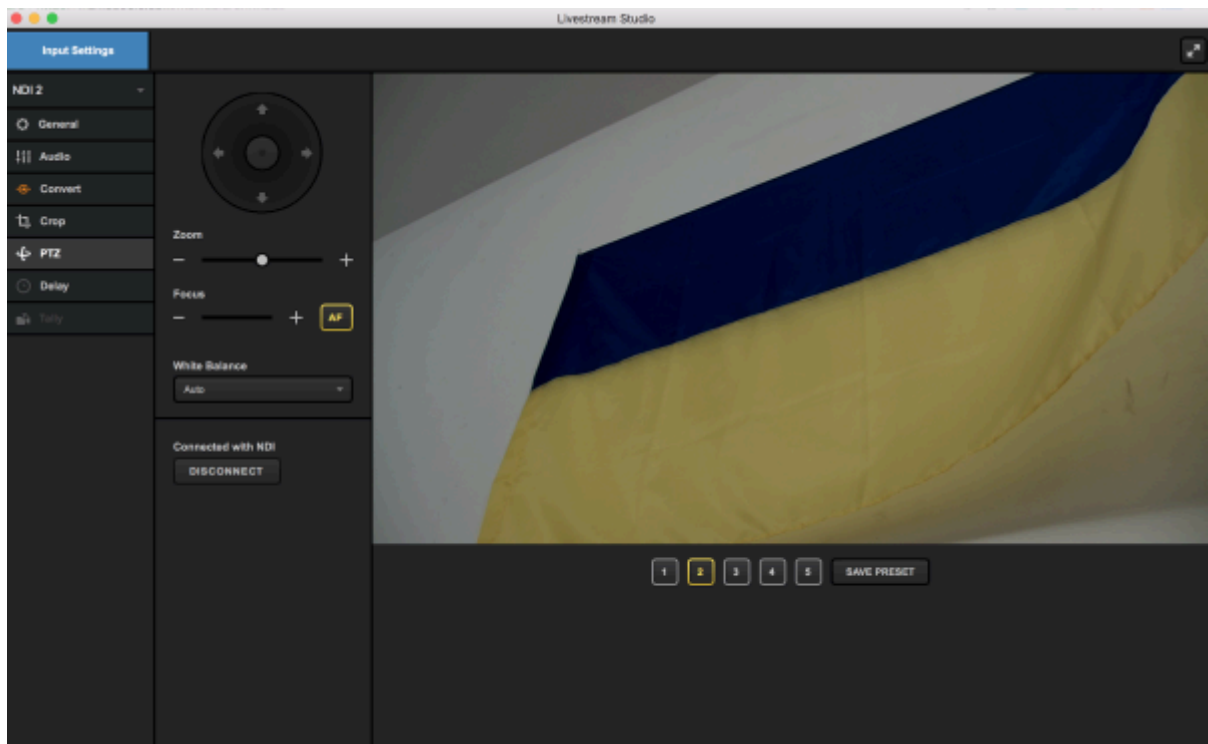 Livestream Studio
Input Settings
NDI 2
General
Audio
Convert
Crop
PTZ
Delay
Tally
Zoom
Focus
AF
White Balance
Auto
Connected with NDI
DISCONNECT
1 2 3 4 5 SAVE PRESET